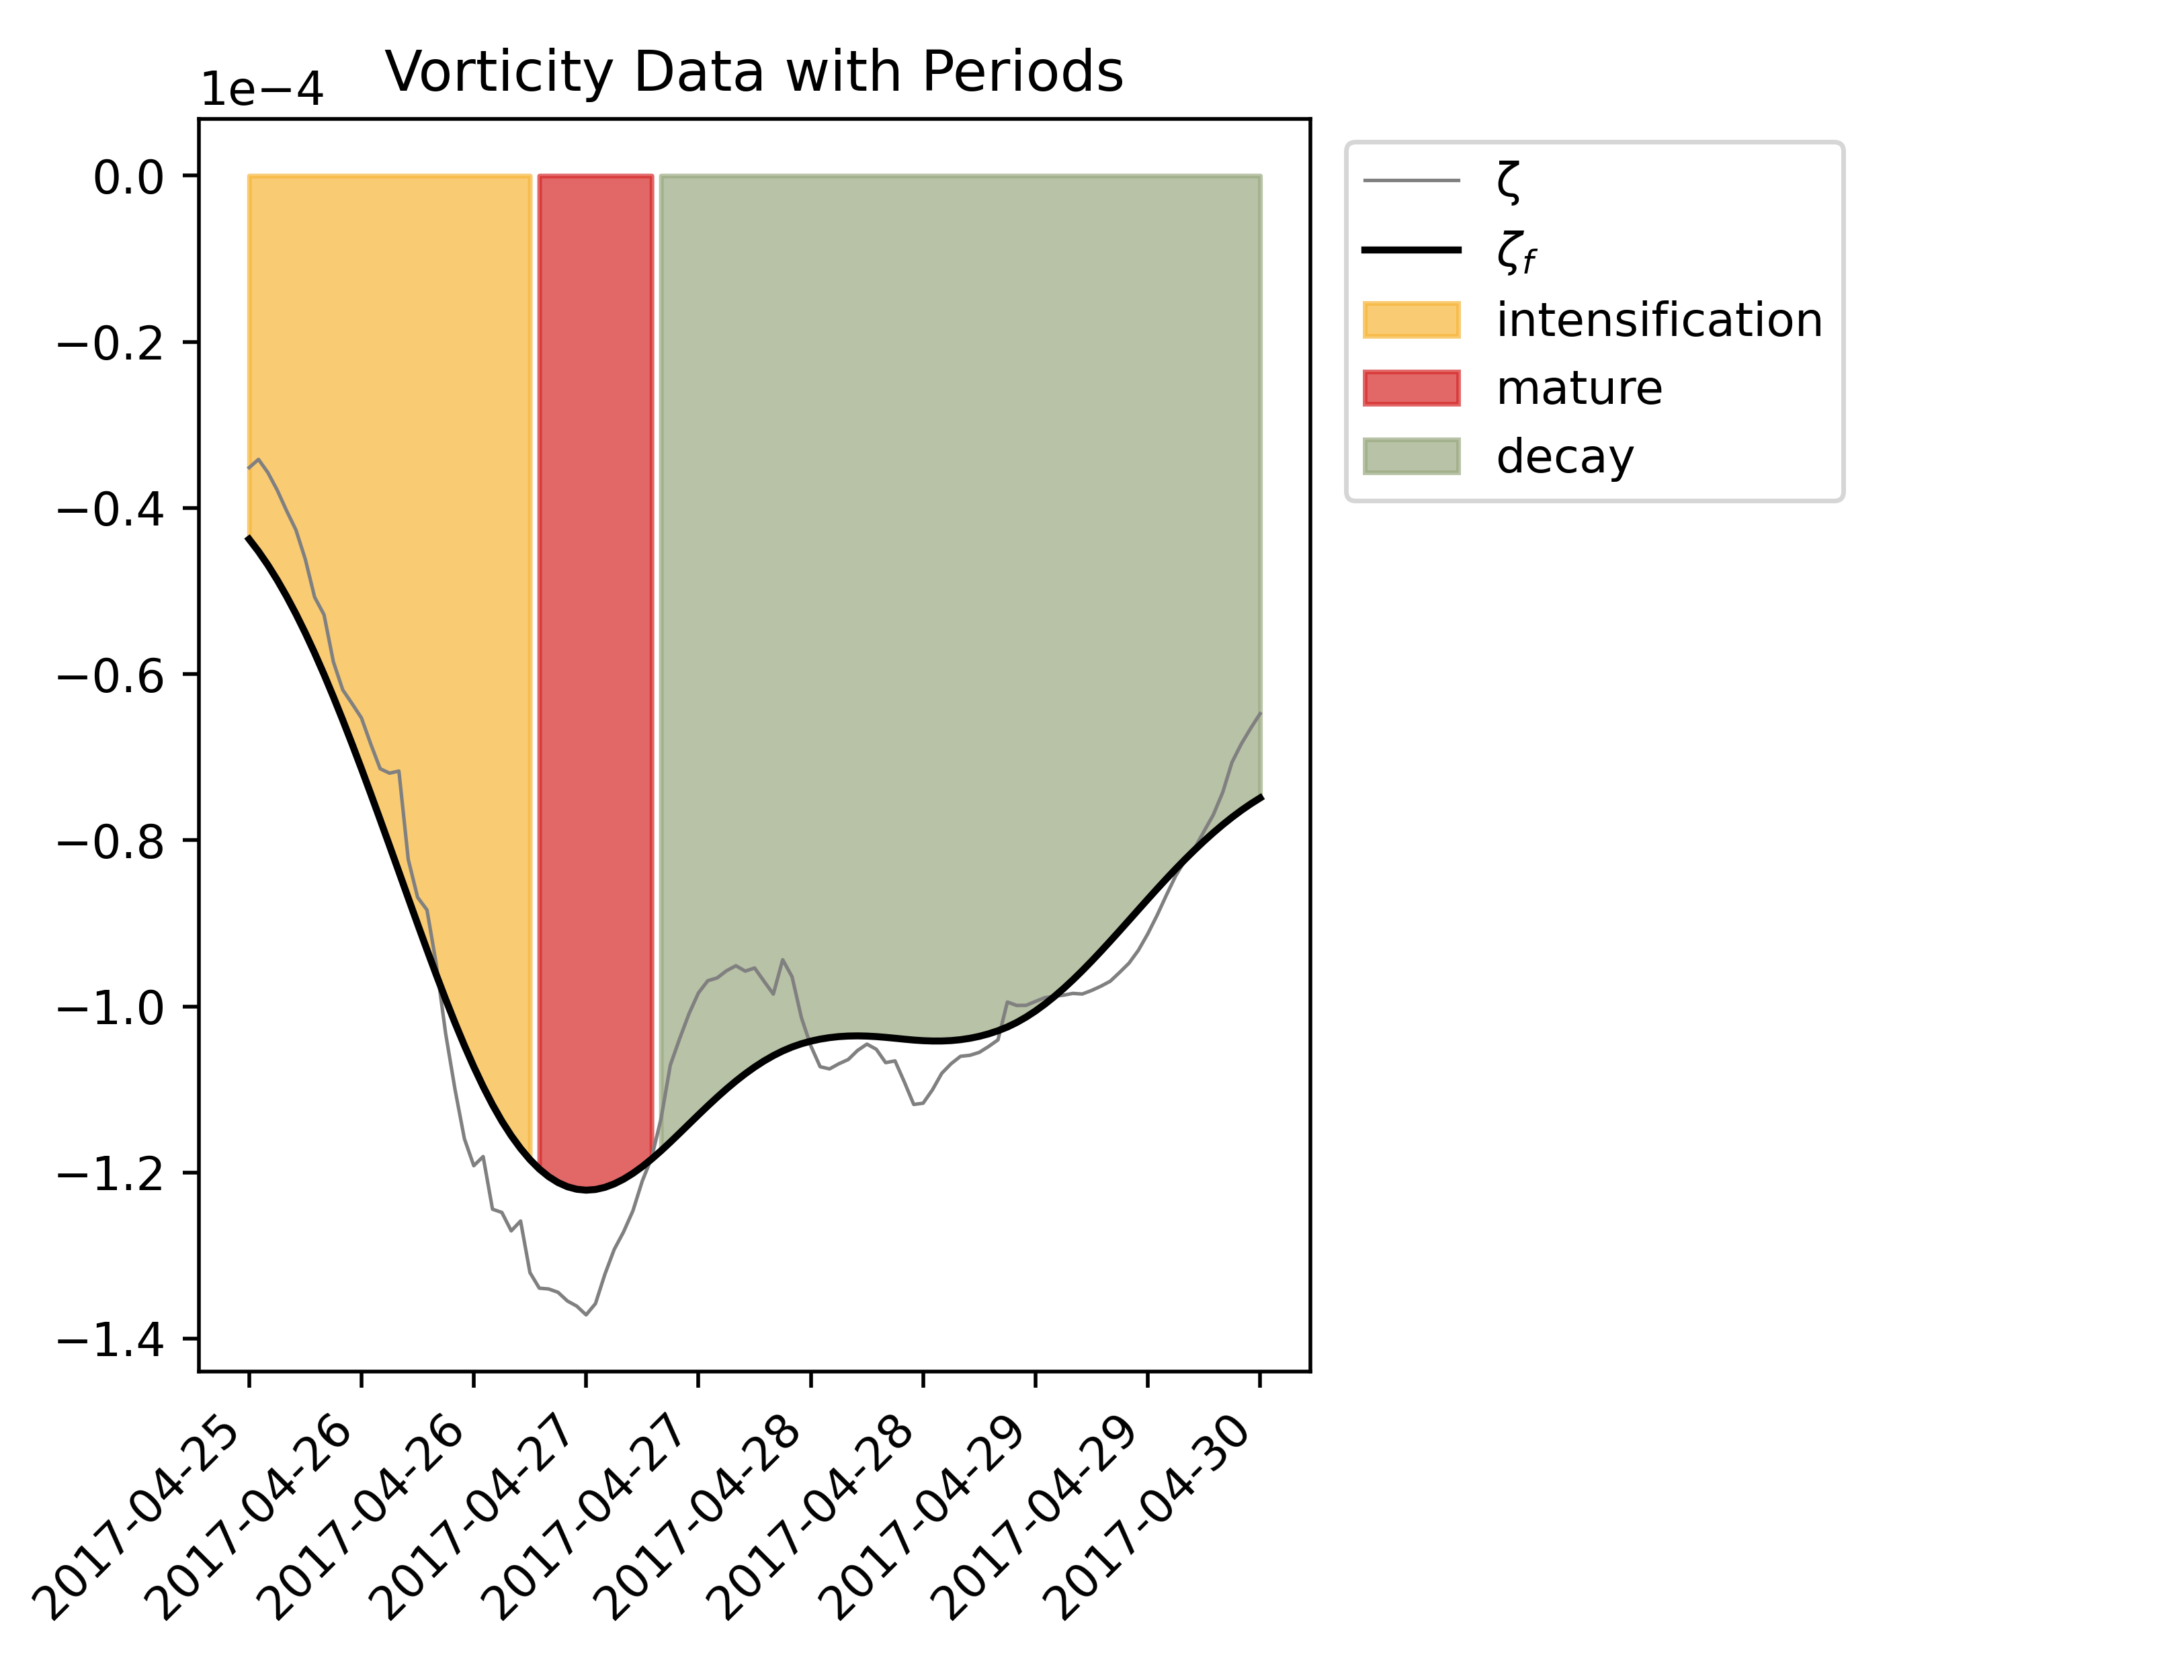 Vorticity Data with Periods
1e−4
0.0
−0.2
−0.4
−0.6
−0.8
−1.0
−1.2
−1.4
2017-04-25
2017-04-26
2017-04-26
2017-04-27
2017-04-27
2017-04-28
2017-04-28
2017-04-29
2017-04-29
2017-04-30
ζ
ζf
intensification
mature
decay